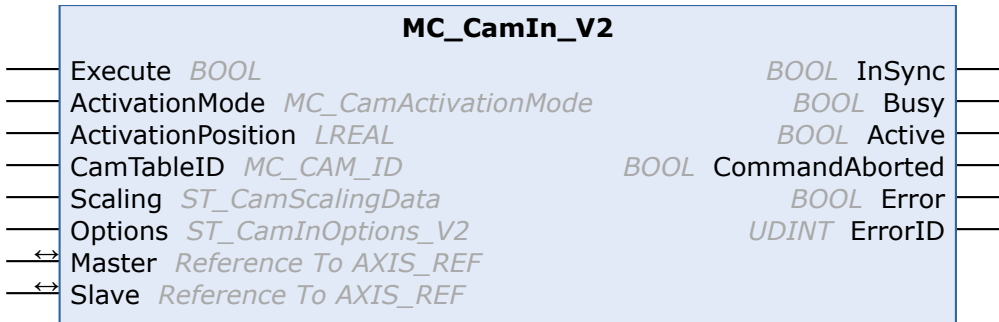 MC_CamIn_V2
Execute BOOL BOOL InSync
ActivationMode MC_CamActivationMode BOOL Busy
ActivationPosition LREAL BOOL Active
CamTableID MC_CAM_ID BOOL CommandAborted
Scaling ST_CamScalingData BOOL Error
Options ST_CamInOptions_V2 UDINT ErrorID
↔ Master Reference To AXIS_REF
↔ Slave Reference To AXIS_REF